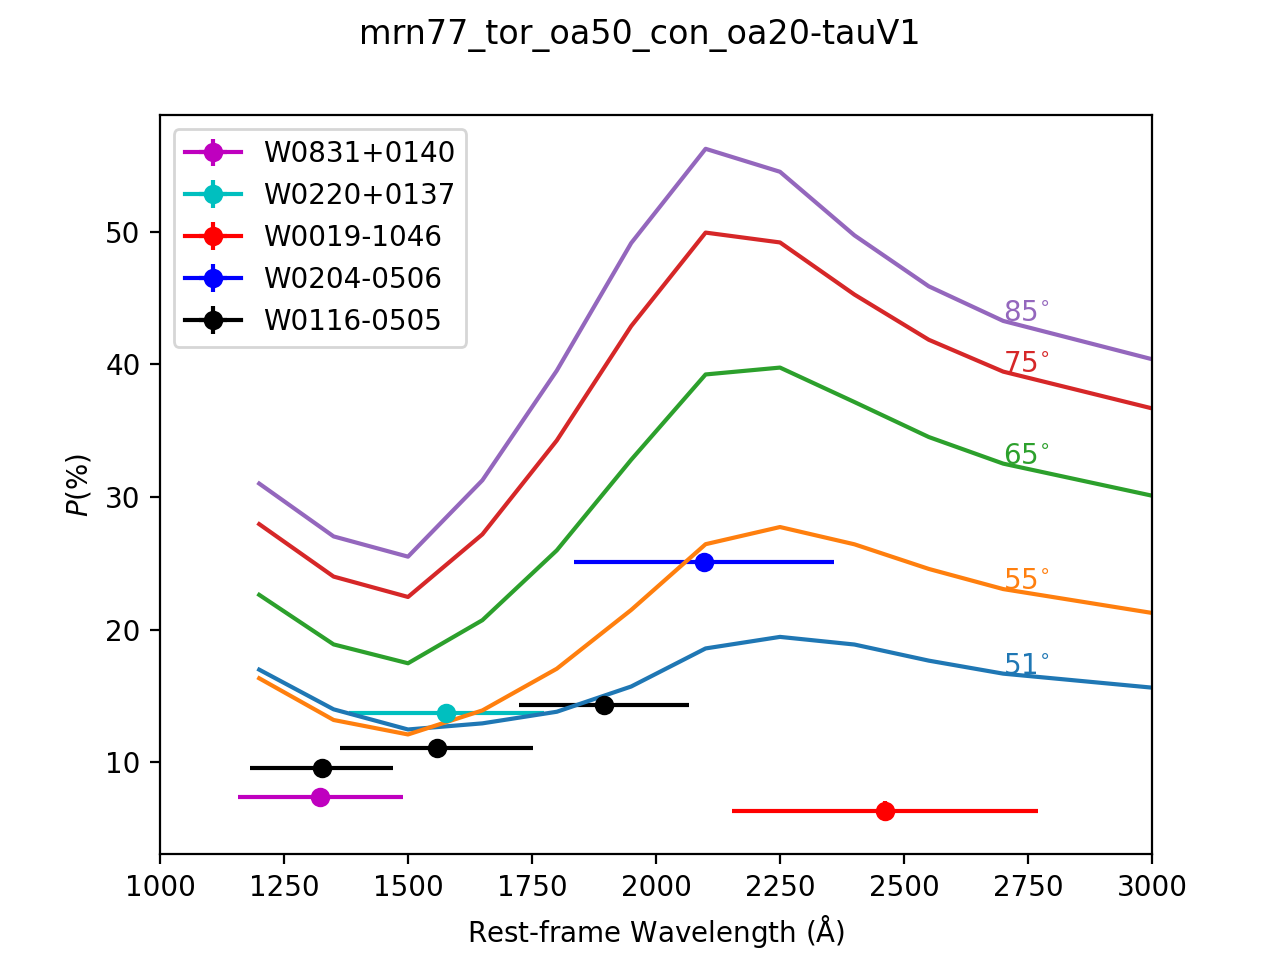 mrn77_tor_oa50_con_oa20-tauV1
W0831+0140
W0220+0137
W0019-1046
W0204-0506
W0116-0505
50
40
30
20
10
P(%)
85°
75°
65°
55°
51°
1000 1250 1500 1750 2000 2250 2500 2750 3000
Rest-frame Wavelength (Å)